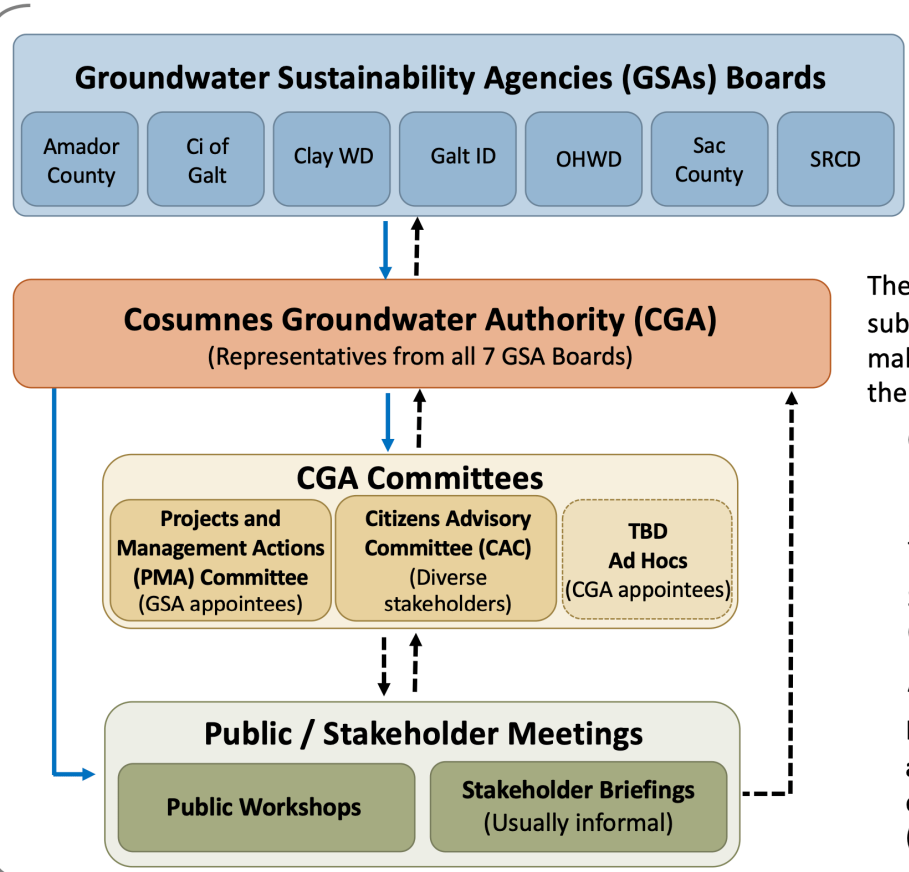 Groundwater Sustainability Agencies (GSAs) Boards
Amador
County
Ci of
Galt
Clay WD
Galt ID
OHWD
Sac
County
SRCD
Cosumnes Groundwater Authority (CGA)
(Representatives from all 7 GSA Boards)
The
sub
the
CGA Committees
Projects and
Management Actions
(PMA) Committee
(GSA appointees)
Citizens Advisory
Committee (CAC)
(Diverse
stakeholders)
TBD
Ad Hocs
(CGA appointees)
Public / Stakeholder Meetings
Public Workshops
Stakeholder Briefings
(Usually informal)